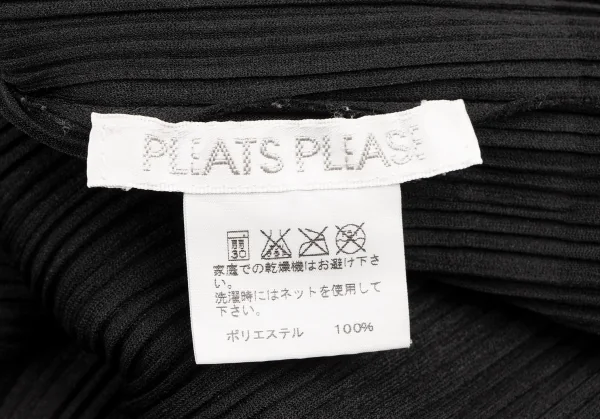 PLEATS PLEASE
弱
30
家庭での乾燥機はお避け下さ
い。
洗濯時にはネットを使用して
下さい。
ポリエステル 100%